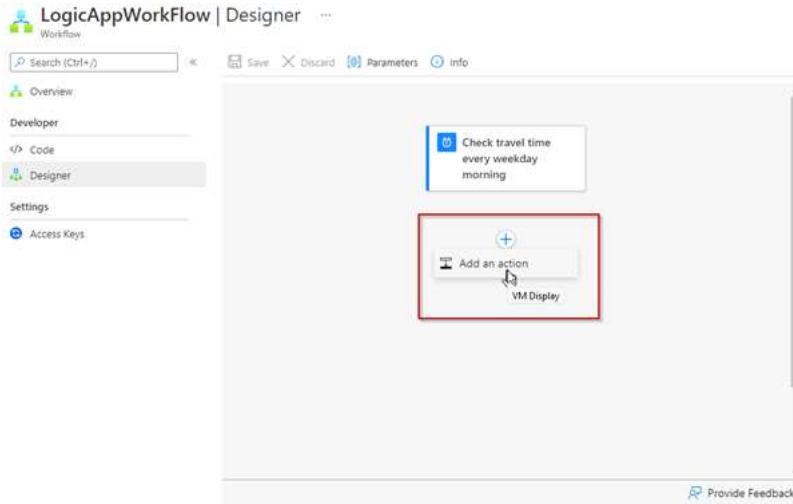 LogicAppWorkFlow | Designer ...
Workflow
Search (Ctrl+/)
«
Save Discard Parameters Info
Overview
Developer
</> Code
Designer
Settings
Access Keys
Check travel time
every weekday
morning
Add an action
VM Display
Provide Feedback